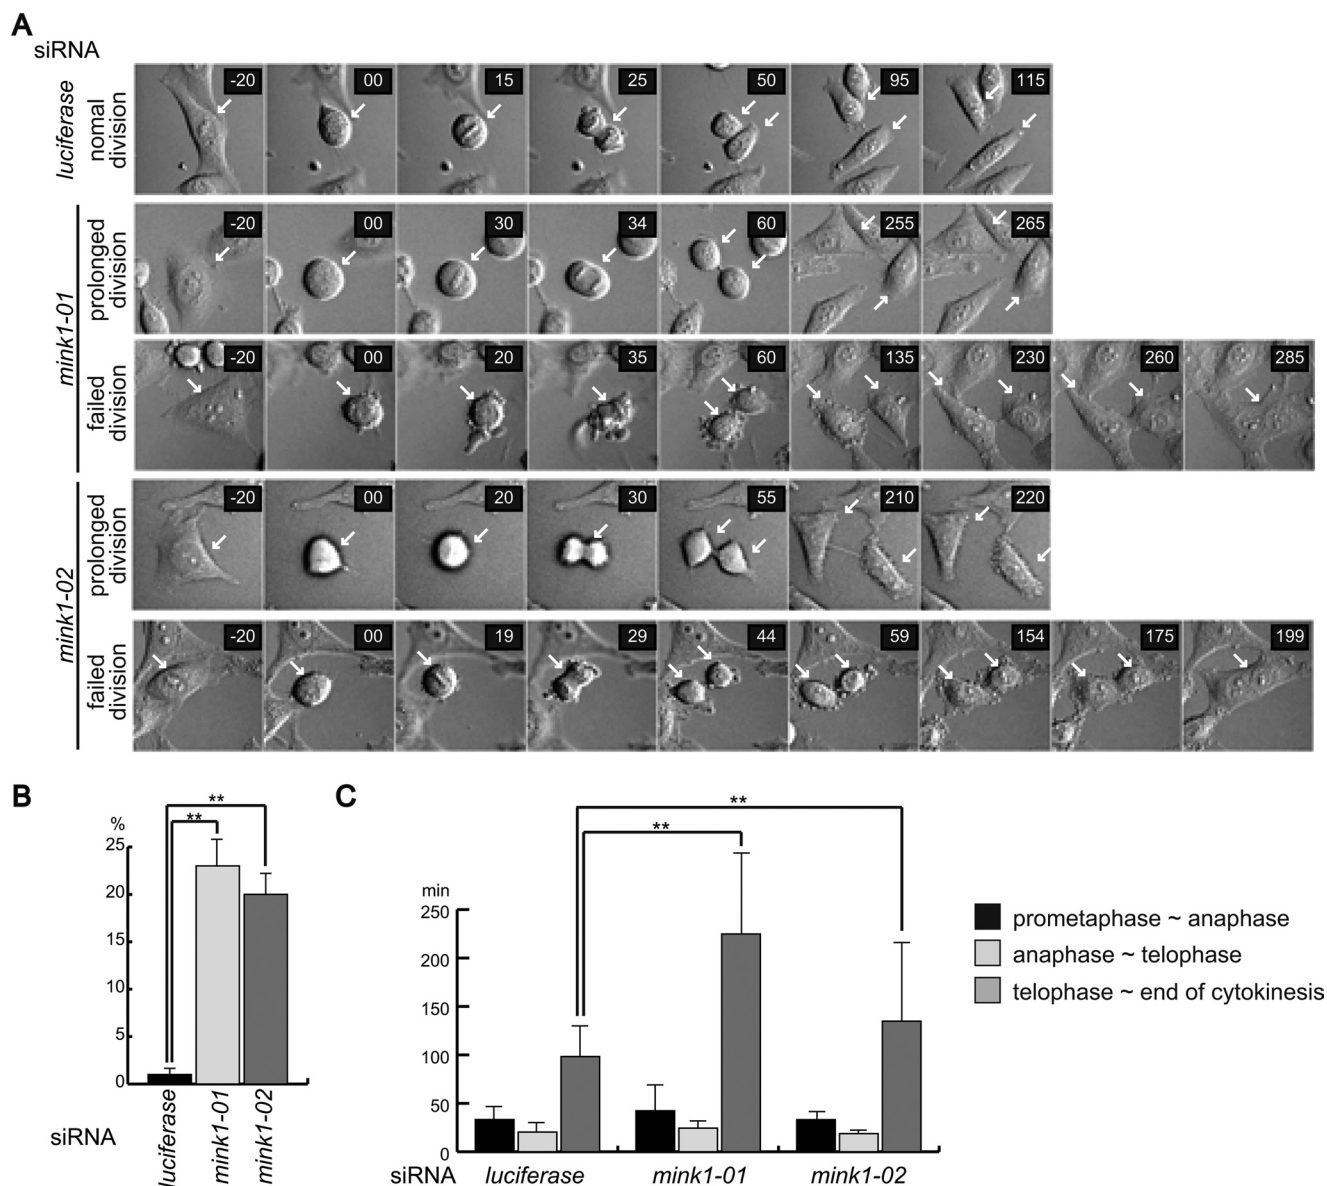 A
siRNA
luciferase
nomal
division
-20 00 15 25 50 95 115
mink1-01
prolonged
division
-20 00 30 34 60 255 265
failed
division
-20 00 20 35 60 135 230 260 285
mink1-02
prolonged
division
-20 00 20 30 55 210 220
failed
division
-20 00 19 29 44 59 154 175 199
B
%
**
**
25
20
15
10
5
0
siRNA
luciferase
mink1-01
mink1-02
C
**
**
min
250
200
150
100
50
0
siRNA luciferase mink1-01 mink1-02
prometaphase ~ anaphase
anaphase ~ telophase
telophase ~ end of cytokinesis